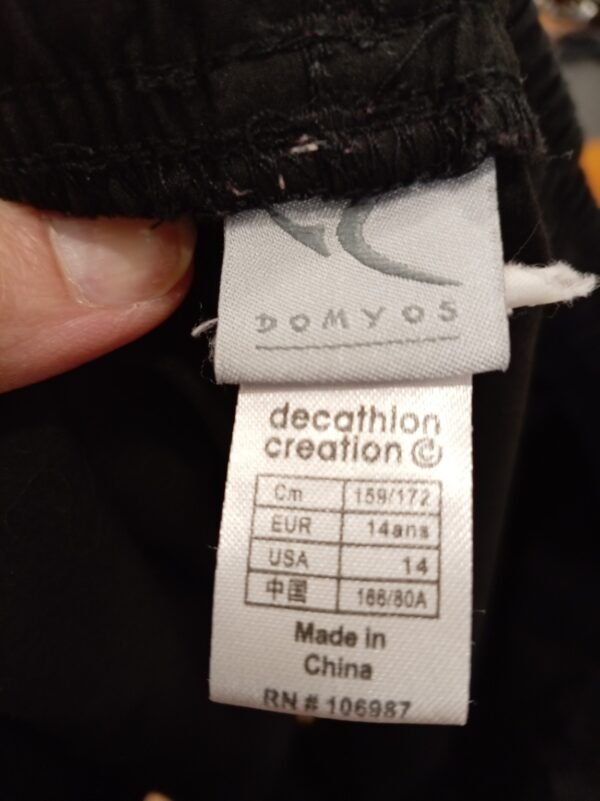 DOMYOS
decathlon
creation ©
Cm 159/172
EUR 14ans
USA 14
中国 166/80A
Made in
China
RN # 106987